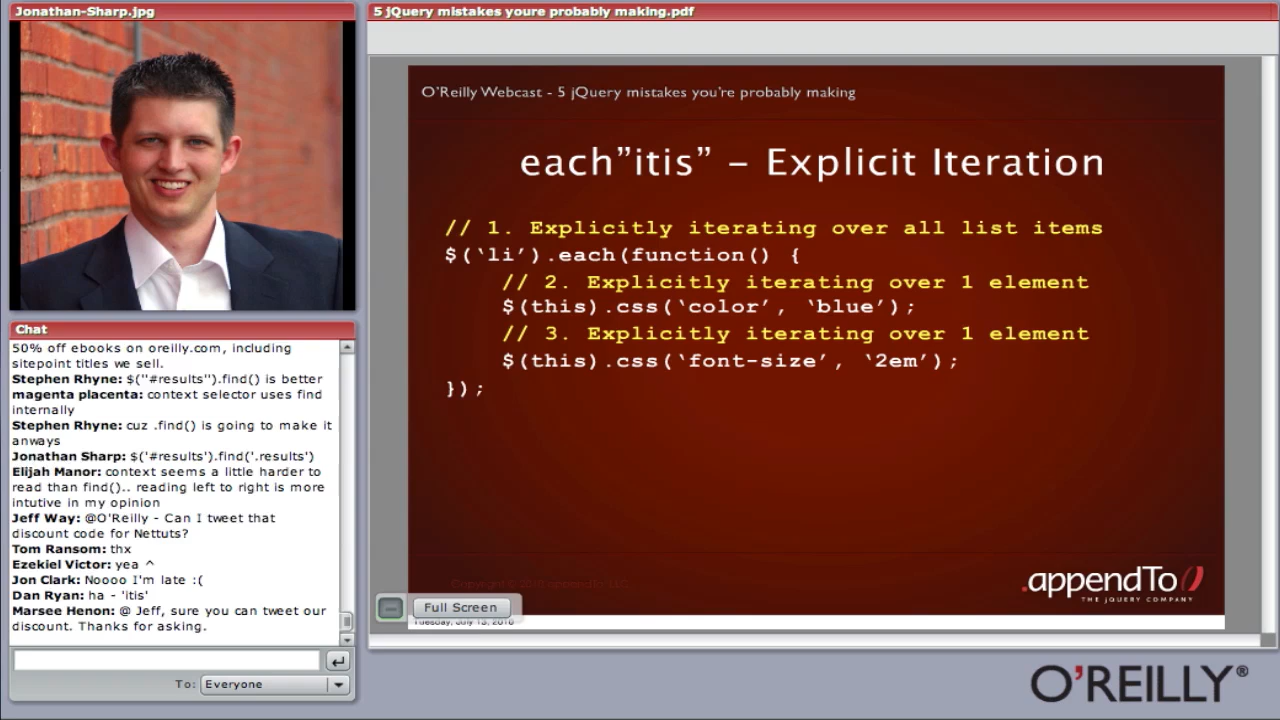 Jonathan-Sharp.jpg
Chat
50% off ebooks on oreilly.com, including
sitepoint titles we sell.
Stephen Rhyne: $("#results").find() is better
magenta placenta: context selector uses find
internally
Stephen Rhyne: cuz .find() is going to make it
anways
Jonathan Sharp: $('#results').find('.results')
Elijah Manor: context seems a little harder to
read than find().. reading left to right is more
intutive in my opinion
Jeff Way: @O'Reilly - Can I tweet that
discount code for Nettuts?
Tom Ransom: thx
Ezekiel Victor: yea ^
Jon Clark: Noooo I'm late :(
Dan Ryan: ha - 'itis'
Marsee Henon: @ Jeff, sure you can tweet our
discount. Thanks for asking.
To: Everyone
5 jQuery mistakes youre probably making.pdf
O'Reilly Webcast - 5 jQuery mistakes you're probably making
each”itis” – Explicit Iteration
// 1. Explicitly iterating over all list items
$(‘li’).each(function() {
// 2. Explicitly iterating over 1 element
$(this).css(‘color’, ‘blue’);
// 3. Explicitly iterating over 1 element
$(this).css(‘font-size’, ‘2em’);
});
Copyright © 2010 appendTo, LLC.
.appendTo
THE jQUERY COMPANY
Full Screen
Tuesday, July 13, 2010
O'REILLY®